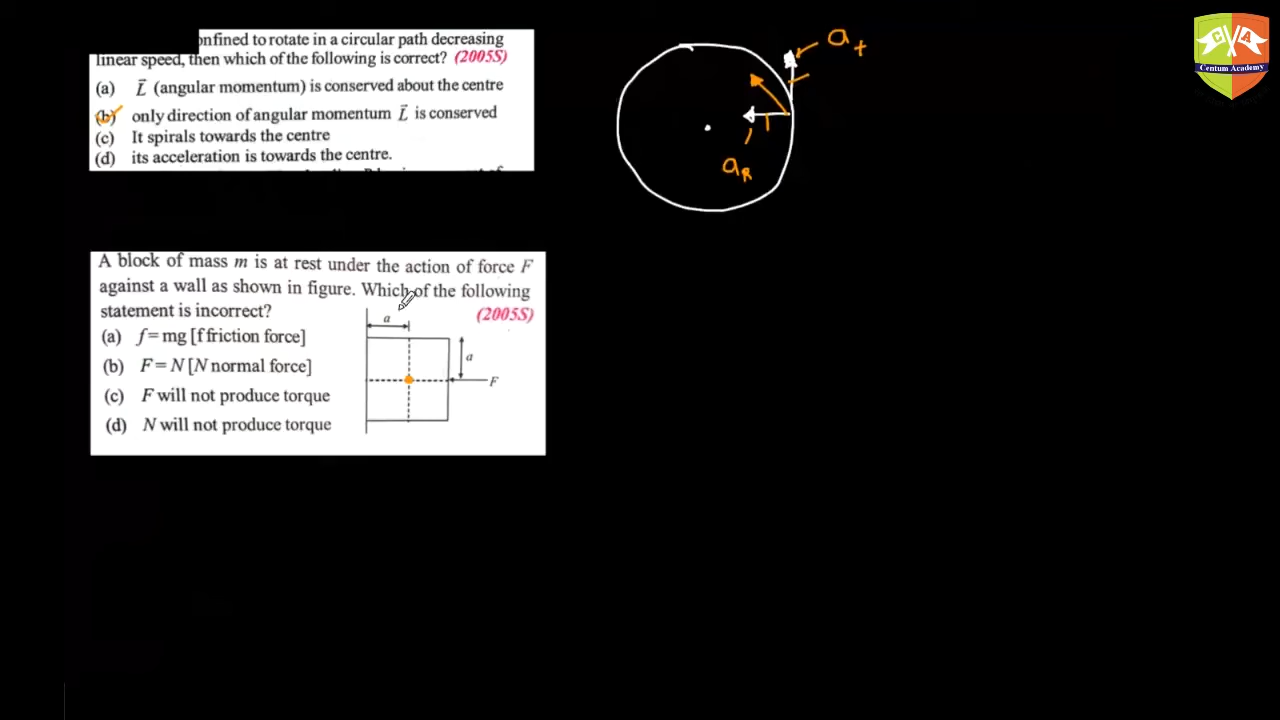 onfined to rotate in a circular path decreasing
linear speed, then which of the following is correct? (2005S)
(a) L⃗ (angular momentum) is conserved about the centre
(b) only direction of angular momentum L⃗ is conserved
(c) It spirals towards the centre
(d) its acceleration is towards the centre.
a_t
a_R
C A
Centum Academy
A block of mass m is at rest under the action of force F
against a wall as shown in figure. Which of the following
statement is incorrect? (2005S)
(a) f = mg [f friction force]
(b) F = N [N normal force]
(c) F will not produce torque
(d) N will not produce torque
a
a
F